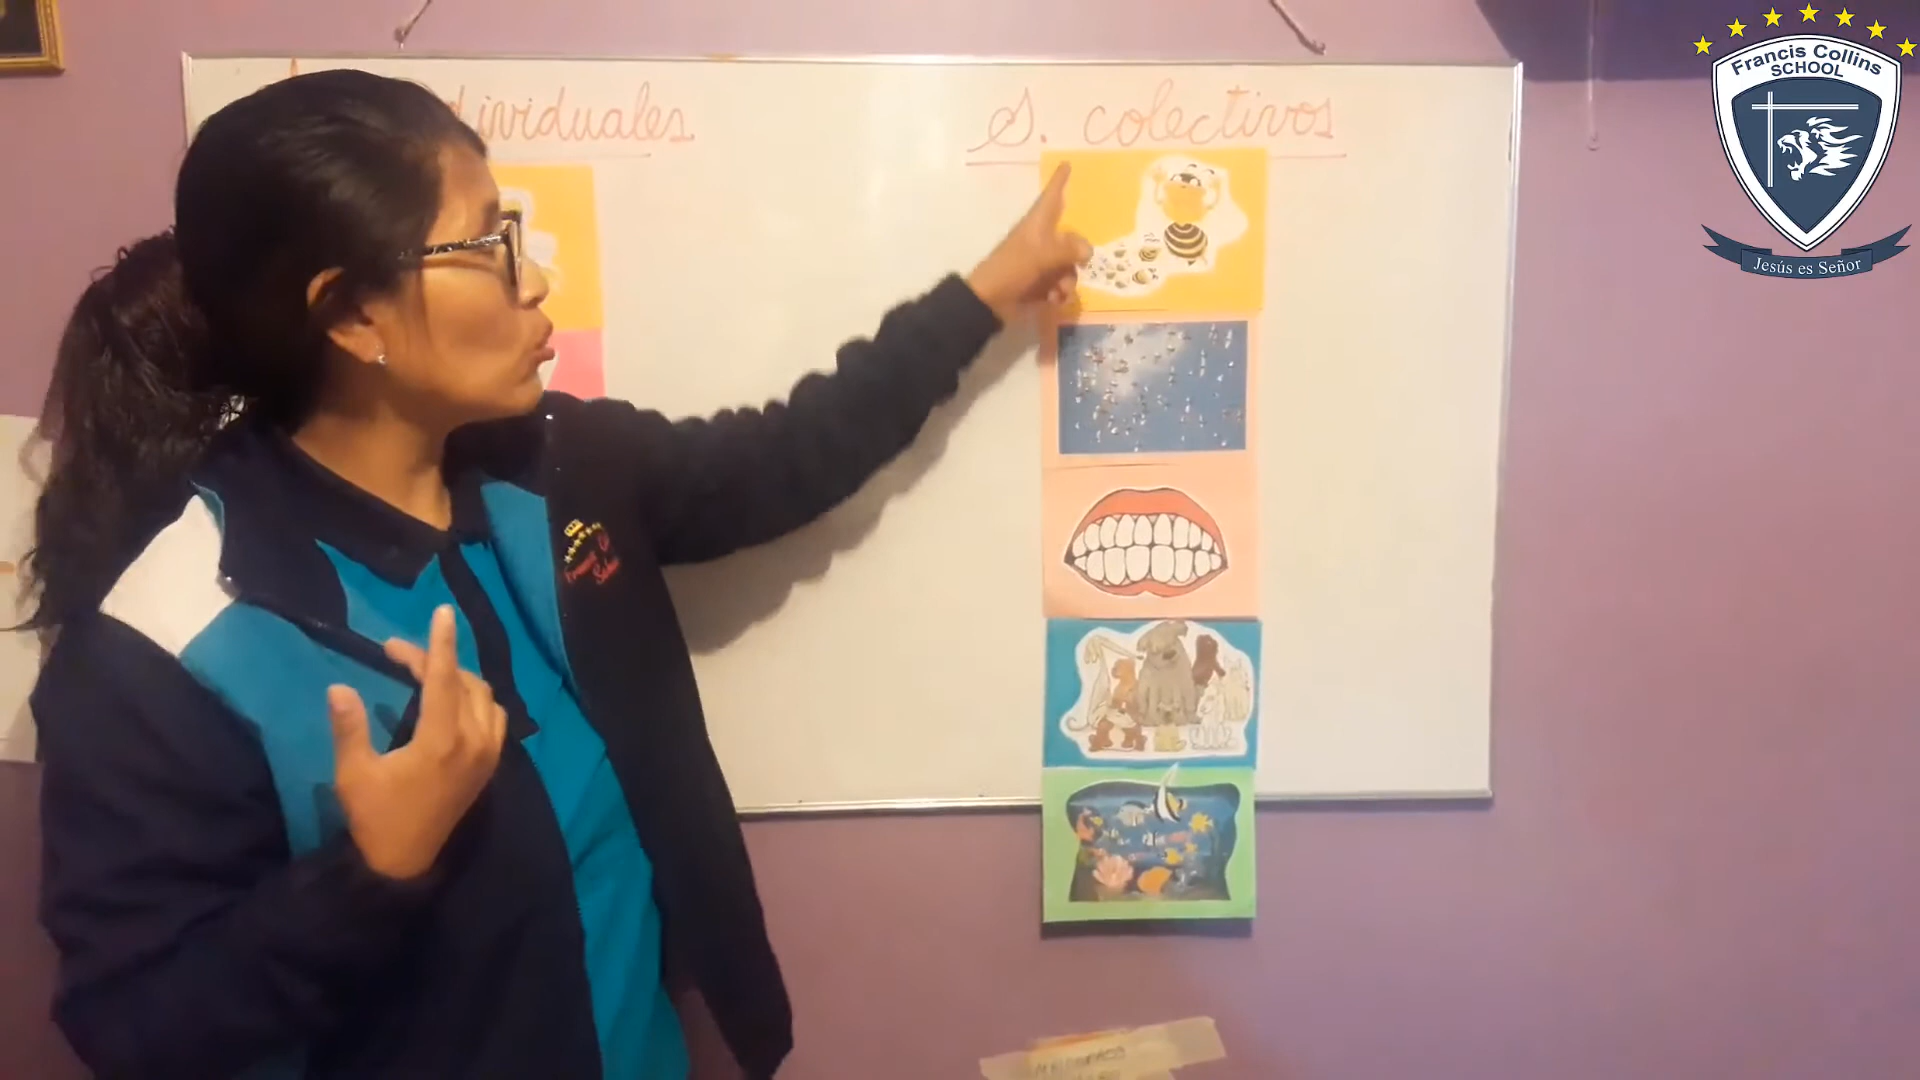 dividuales
S. colectivos
Francis Collins
SCHOOL
Jesús es Señor